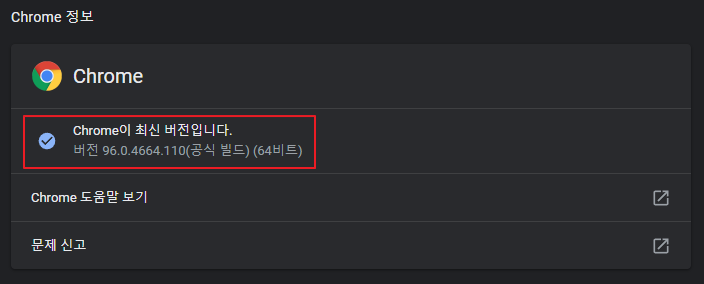 Chrome 정보
Chrome
Chrome이 최신 버전입니다.
버전 96.0.4664.110(공식 빌드) (64비트)
Chrome 도움말 보기
문제 신고